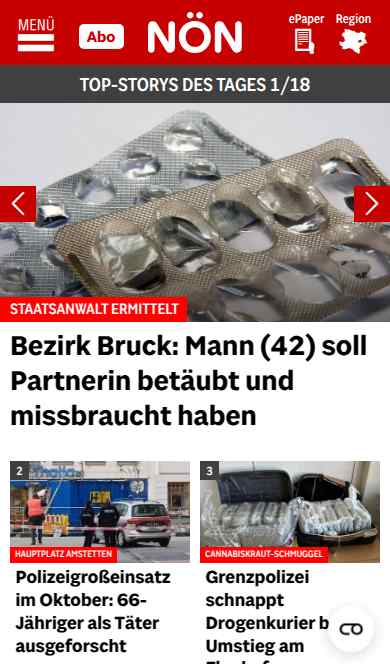 MENÜ
Abo
NÖN
ePaper
Region
TOP-STORYS DES TAGES 1/18
STAATSANWALT ERMITTELT
Bezirk Bruck: Mann (42) soll
Partnerin betäubt und
missbraucht haben
2
HAUPTPLATZ AMSTETTEN
Polizeigroßeinsatz
im Oktober: 66-
Jähriger als Täter
ausgeforscht
3
CANNABISKRAUT-SCHMUGGEL
Grenzpolizei
schnappt
Drogenkurier
Umstieg am